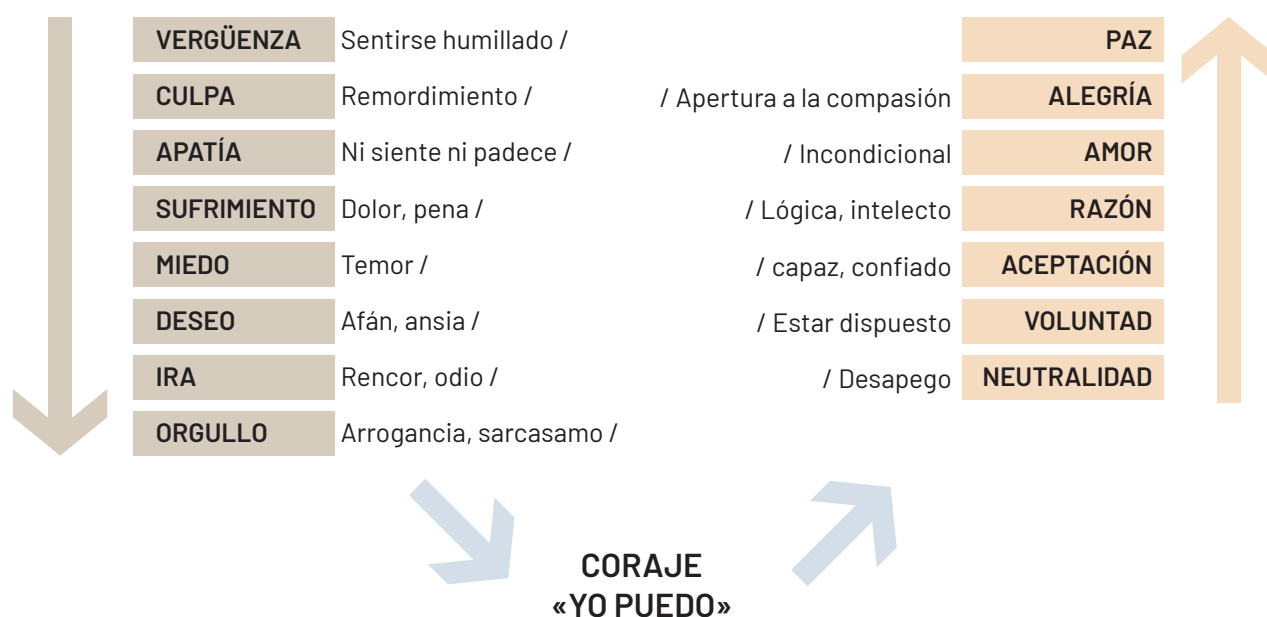 VERGÜENZA Sentirse humillado /
CULPA Remordimiento /
APATÍA Ni siente ni padece /
SUFRIMIENTO Dolor, pena /
MIEDO Temor /
DESEO Afán, ansia /
IRA Rencor, odio /
ORGULLO Arrogancia, sarcasamo /
PAZ
/ Apertura a la compasión ALEGRÍA
/ Incondicional AMOR
/ Lógica, intelecto RAZÓN
/ capaz, confiado ACEPTACIÓN
/ Estar dispuesto VOLUNTAD
/ Desapego NEUTRALIDAD
CORAJE
«YO PUEDO»